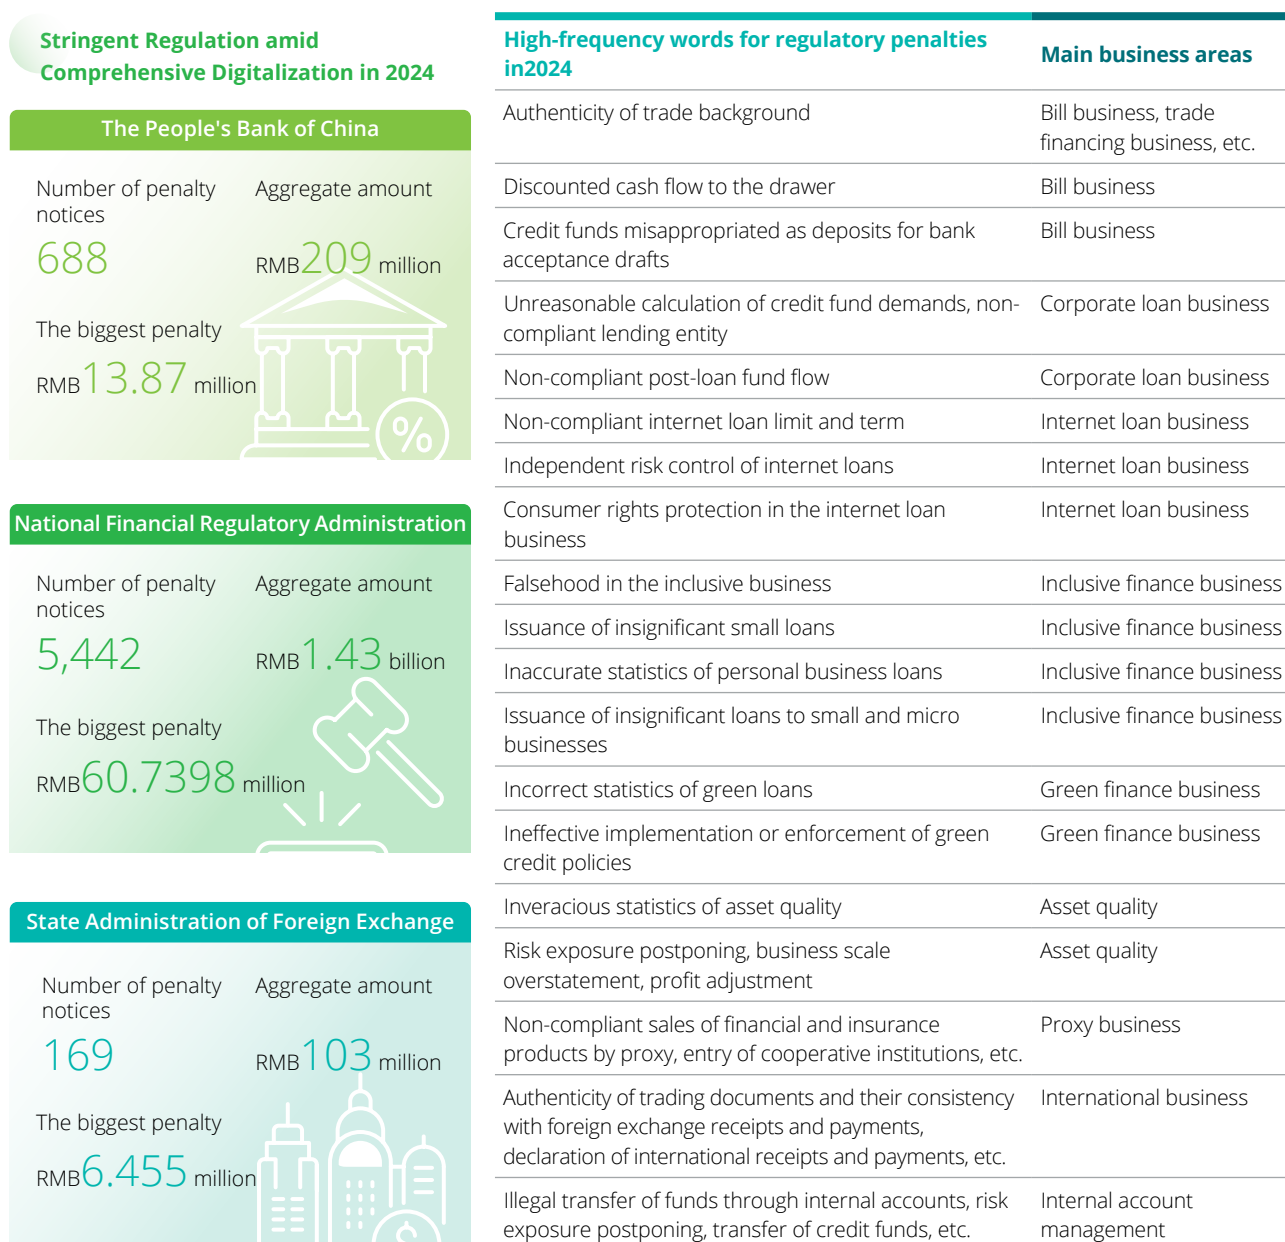 Stringent Regulation amid
Comprehensive Digitalization in 2024
The People's Bank of China
Number of penalty notices
688
Aggregate amount
RMB209 million
The biggest penalty
RMB13.87 million
%
National Financial Regulatory Administration
Number of penalty notices
5,442
Aggregate amount
RMB1.43 billion
The biggest penalty
RMB60.7398 million
State Administration of Foreign Exchange
Number of penalty notices
169
Aggregate amount
RMB103 million
The biggest penalty
RMB6.455 million
$
High-frequency words for regulatory penalties
in2024
Main business areas
Authenticity of trade background
Bill business, trade
financing business, etc.
Discounted cash flow to the drawer
Bill business
Credit funds misappropriated as deposits for bank
acceptance drafts
Bill business
Unreasonable calculation of credit fund demands, non-
compliant lending entity
Corporate loan business
Non-compliant post-loan fund flow
Corporate loan business
Non-compliant internet loan limit and term
Internet loan business
Independent risk control of internet loans
Internet loan business
Consumer rights protection in the internet loan
business
Internet loan business
Falsehood in the inclusive business
Inclusive finance business
Issuance of insignificant small loans
Inclusive finance business
Inaccurate statistics of personal business loans
Inclusive finance business
Issuance of insignificant loans to small and micro
businesses
Inclusive finance business
Incorrect statistics of green loans
Green finance business
Ineffective implementation or enforcement of green
credit policies
Green finance business
Inveracious statistics of asset quality
Asset quality
Risk exposure postponing, business scale
overstatement, profit adjustment
Asset quality
Non-compliant sales of financial and insurance
products by proxy, entry of cooperative institutions, etc.
Proxy business
Authenticity of trading documents and their consistency
with foreign exchange receipts and payments,
declaration of international receipts and payments, etc.
International business
Illegal transfer of funds through internal accounts, risk
exposure postponing, transfer of credit funds, etc.
Internal account
management